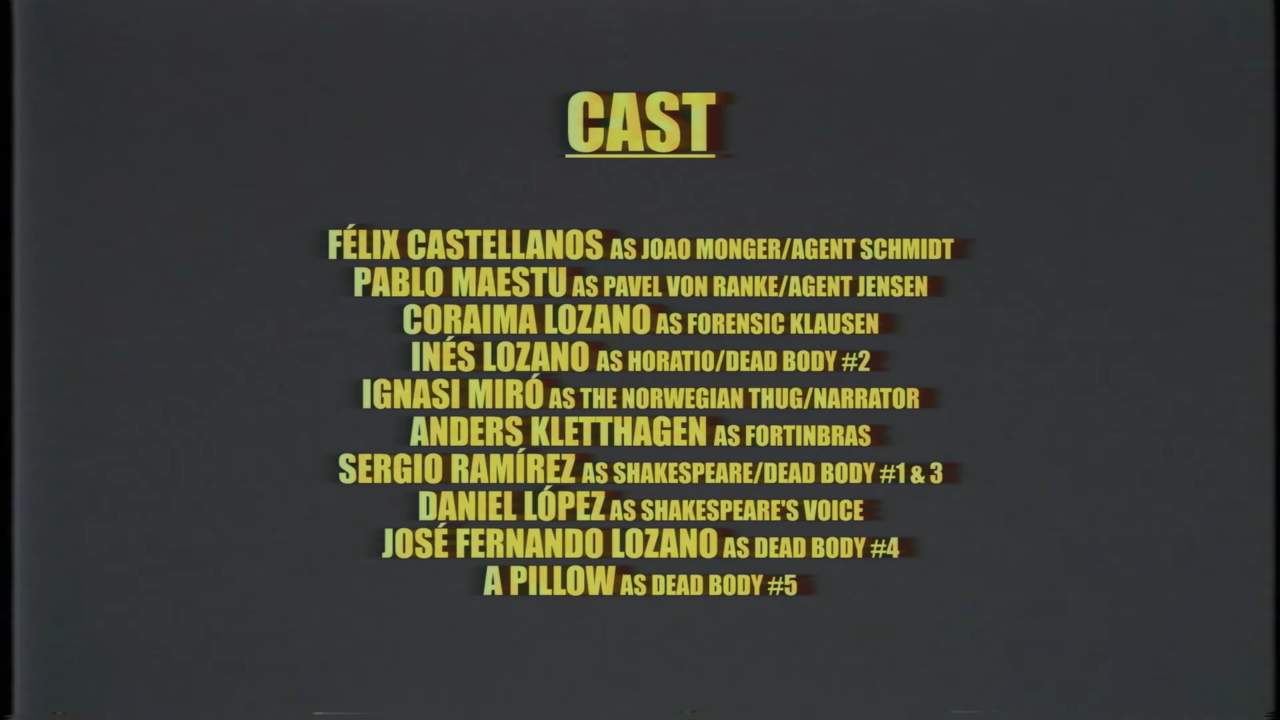 CAST
FÉLIX CASTELLANOS AS JOAO MONGER/AGENT SCHMIDT
PABLO MAESTU AS PAVEL VON RANKE/AGENT JENSEN
CORAIMA LOZANO AS FORENSIC KLAUSEN
INÉS LOZANO AS HORATIO/DEAD BODY #2
IGNASI MIRÓ AS THE NORWEGIAN THUG/NARRATOR
ANDERS KLETTHAGEN AS FORTINBRAS
SERGIO RAMÍREZ AS SHAKESPEARE/DEAD BODY #1 & 3
DANIEL LÓPEZ AS SHAKESPEARE'S VOICE
JOSÉ FERNANDO LOZANO AS DEAD BODY #4
A PILLOW AS DEAD BODY #5